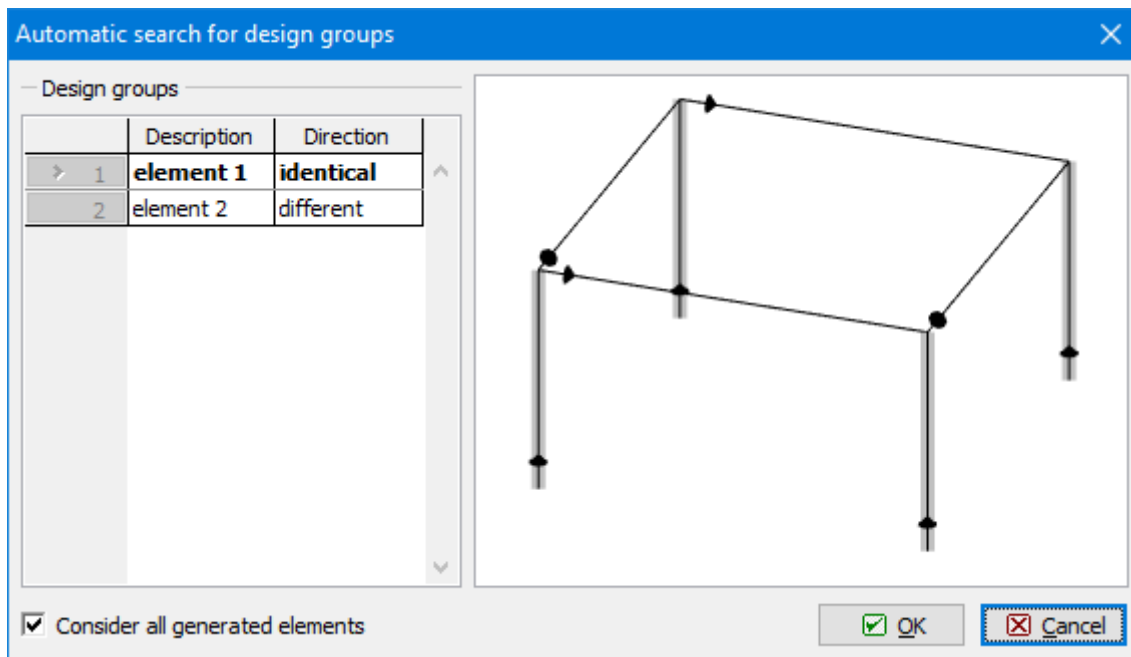 Automatic search for design groups
Design groups
Description Direction
1 element 1 identical
2 element 2 different
Consider all generated elements
OK Cancel